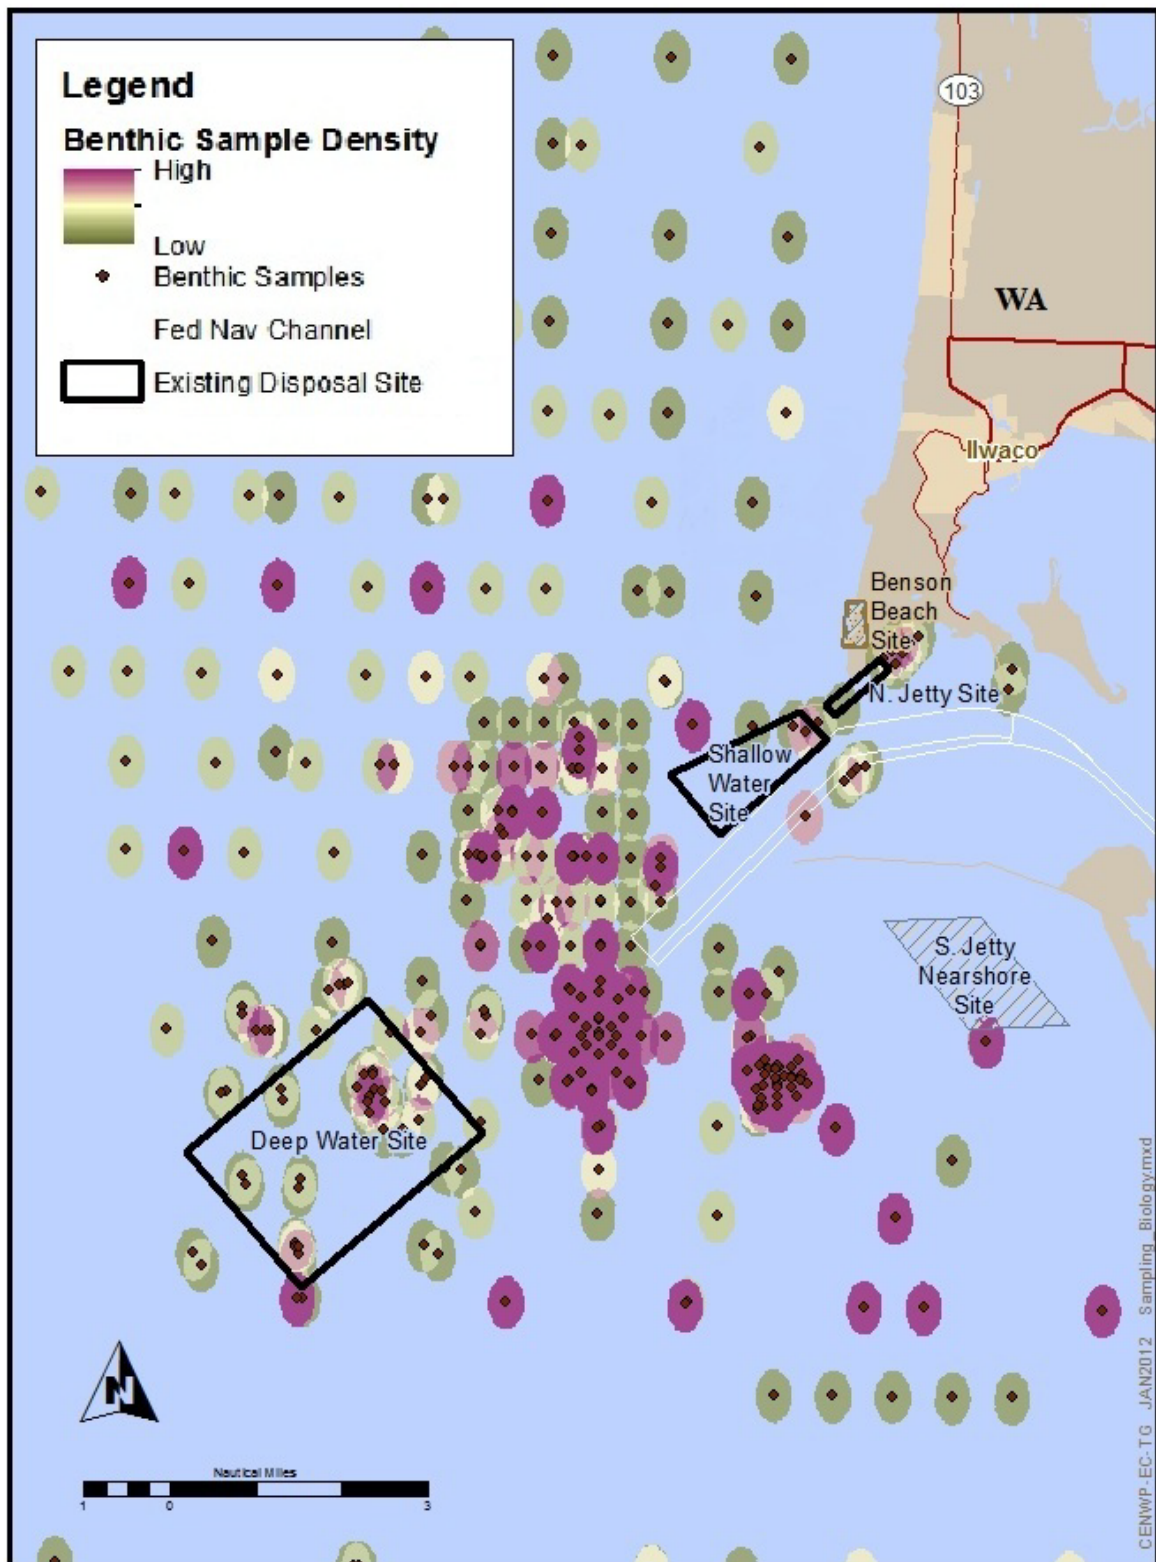 Legend
Benthic Sample Density
High
Low
Benthic Samples
Fed Nav Channel
Existing Disposal Site
103
WA
Ilwaco
Benson
Beach
Site
N. Jetty Site
Shallow
Water
Site
S. Jetty
Nearshore
Site
Deep Water Site
N
Nautical Miles
1 0 3
CENWP-EC-TG JAN2012 Sampling_Biology.mxd